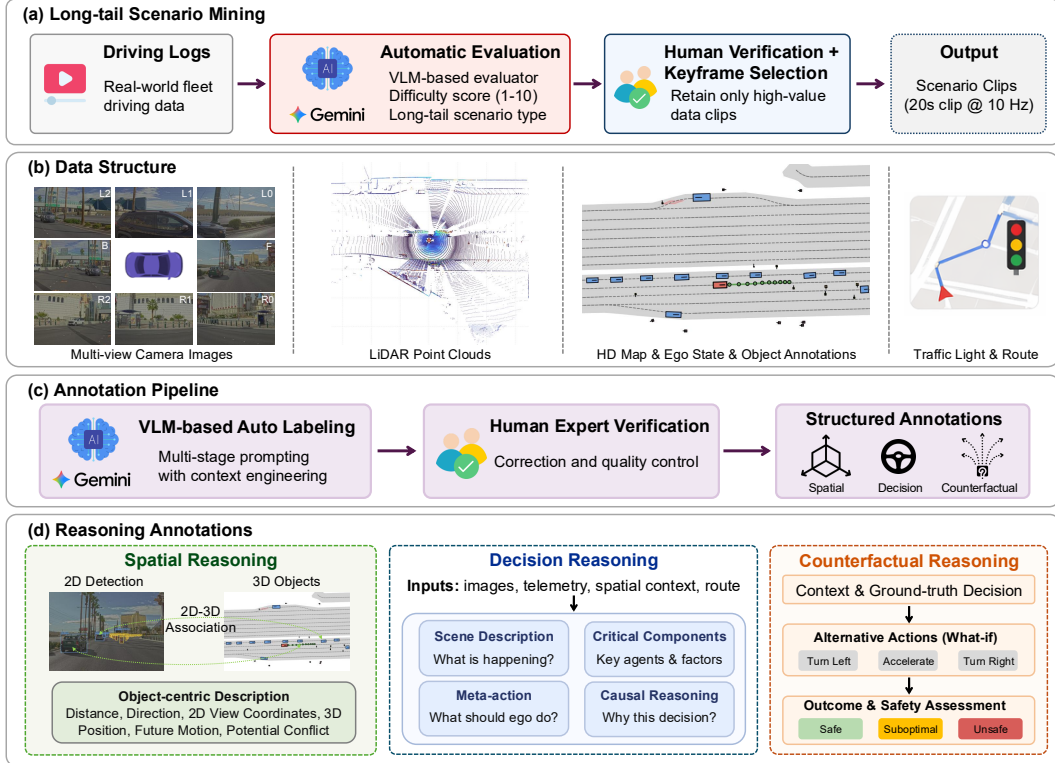 (a) Long-tail Scenario Mining
Driving Logs
Real-world fleet
driving data
AI
Gemini
Automatic Evaluation
VLM-based evaluator
Difficulty score (1-10)
Long-tail scenario type
Human Verification +
Keyframe Selection
Retain only high-value
data clips
Output
Scenario Clips
(20s clip @ 10 Hz)
(b) Data Structure
L2
L1
L0
B
F
R2
R1
R0
Multi-view Camera Images
LiDAR Point Clouds
HD Map & Ego State & Object Annotations
Traffic Light & Route
(c) Annotation Pipeline
AI
Gemini
VLM-based Auto Labeling
Multi-stage prompting
with context engineering
Human Expert Verification
Correction and quality control
Structured Annotations
Spatial
Decision
Counterfactual
(d) Reasoning Annotations
Spatial Reasoning
2D Detection
3D Objects
2D-3D
Association
Object-centric Description
Distance, Direction, 2D View Coordinates, 3D
Position, Future Motion, Potential Conflict
Decision Reasoning
Inputs: images, telemetry, spatial context, route
Scene Description
What is happening?
Critical Components
Key agents & factors
Meta-action
What should ego do?
Causal Reasoning
Why this decision?
Counterfactual Reasoning
Context & Ground-truth Decision
Alternative Actions (What-if)
Turn Left
Accelerate
Turn Right
Outcome & Safety Assessment
Safe
Suboptimal
Unsafe